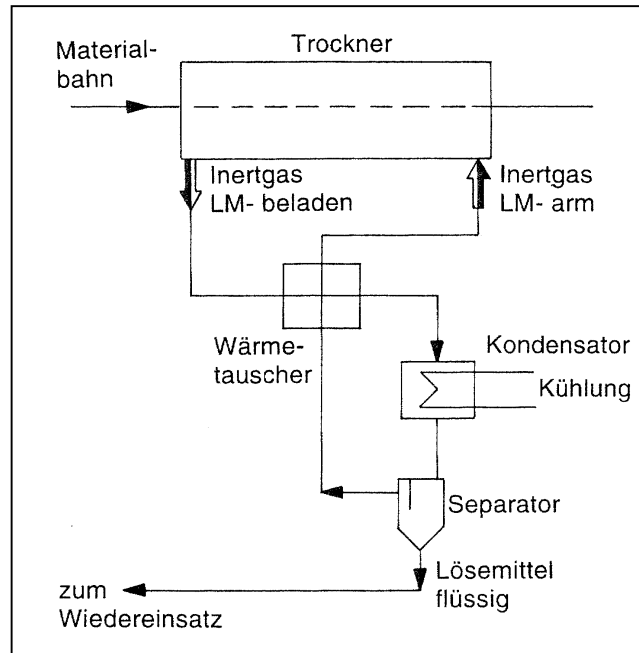 Trockner
Material-
bahn
Inertgas
LM- beladen
Inertgas
LM- arm
Wärme-
tauscher
Kondensator
Kühlung
Separator
Lösemittel
flüssig
zum
Wiedereinsatz